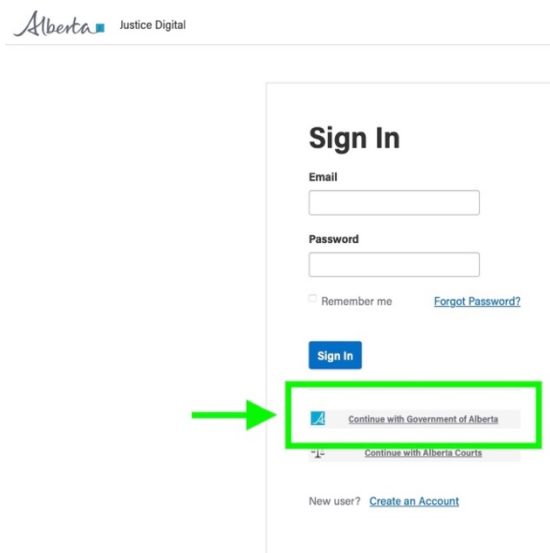 Alberta Justice Digital
Sign In
Email
Password
Remember me Forgot Password?
Sign In
Continue with Government of Alberta
Continue with Alberta Courts
New user? Create an Account